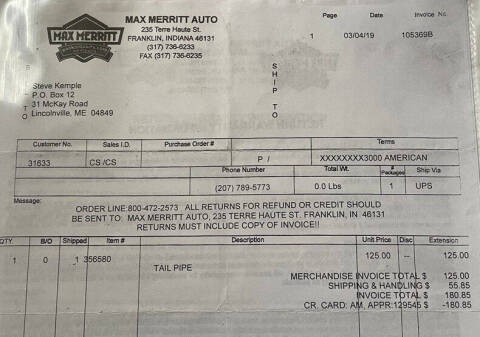 MAX MERRITT
MAX MERRITT AUTO
235 Terre Haute St.
FRANKLIN, INDIANA 46131
(317) 736-6233
FAX (317) 736-6235
Page Date Invoice No.
1 03/04/19 105369B
TO
Steve Kemple
P.O. Box 12
31 McKay Road
Lincolnville, ME 04849
SHIP TO
Customer No. Sales I.D. Purchase Order # Terms
31633 CS /CS P / XXXXXXXX3000 AMERICAN
Phone Number Total Wt. # Packages Ship Via
(207) 789-5773 0.0 Lbs 1 UPS
Message:
ORDER LINE:800-472-2573 ALL RETURNS FOR REFUND OR CREDIT SHOULD
BE SENT TO: MAX MERRITT AUTO, 235 TERRE HAUTE ST. FRANKLIN, IN 46131
RETURNS MUST INCLUDE COPY OF INVOICE!!
QTY B/O Shipped Item # Description Unit Price Disc Extension
1 0 1 356580 125.00 -- 125.00
TAIL PIPE
MERCHANDISE INVOICE TOTAL $ 125.00
SHIPPING & HANDLING $ 55.85
INVOICE TOTAL $ 180.85
CR. CARD: AM, APPR:129545 $ -180.85